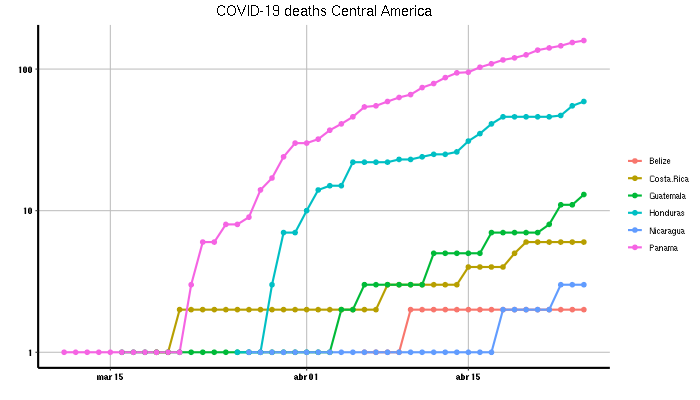 COVID-19 deaths Central America
100
10
1
mar 15
abr 01
abr 15
Belize
Costa.Rica
Guatemala
Honduras
Nicaragua
Panama